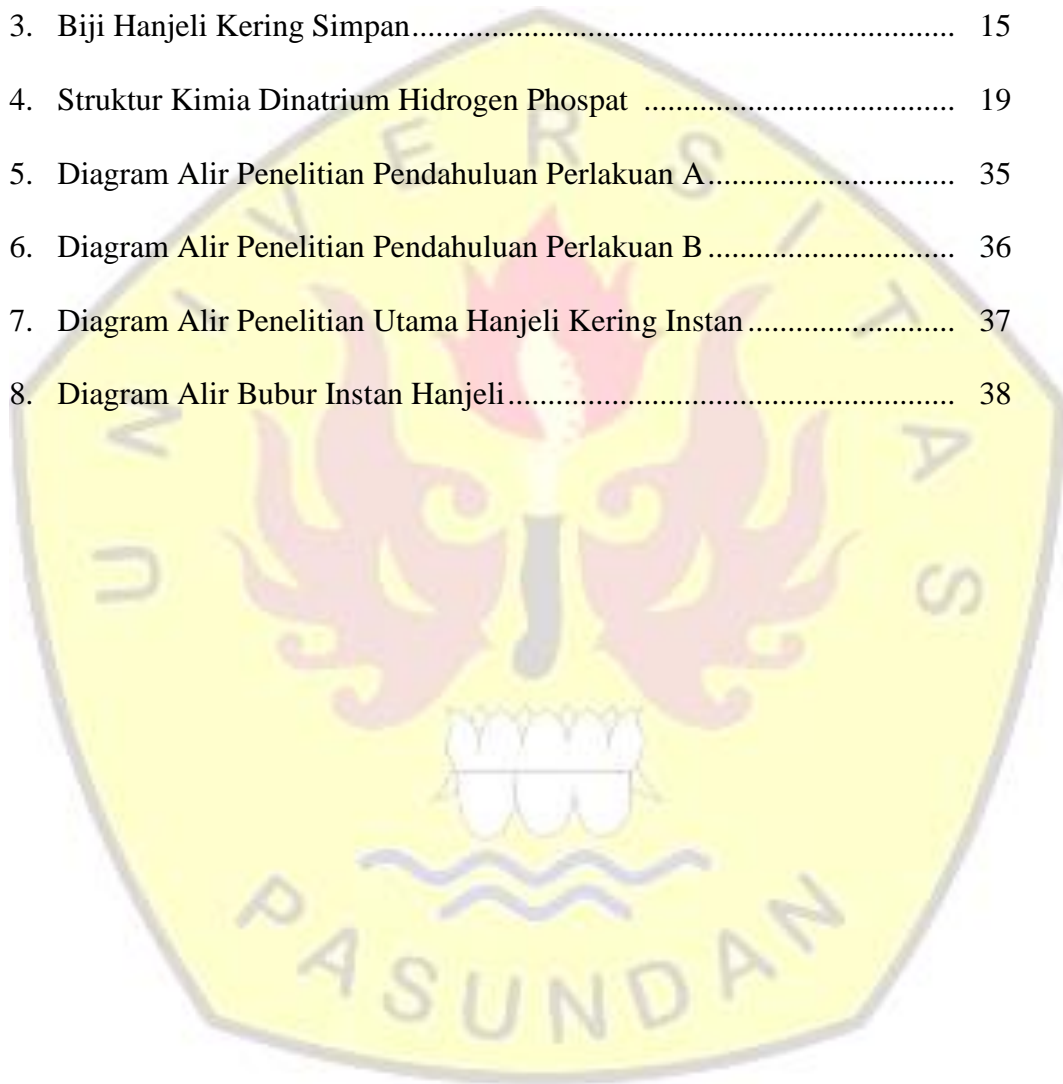 3. Biji Hanjeli Kering Simpan.................................................................... 15
4. Struktur Kimia Dinatrium Hidrogen Phospat ....................................... 19
5. Diagram Alir Penelitian Pendahuluan Perlakuan A............................... 35
6. Diagram Alir Penelitian Pendahuluan Perlakuan B............................... 36
7. Diagram Alir Penelitian Utama Hanjeli Kering Instan.......................... 37
8. Diagram Alir Bubur Instan Hanjeli........................................................ 38
UNIVERSITAS
PASUNDAN